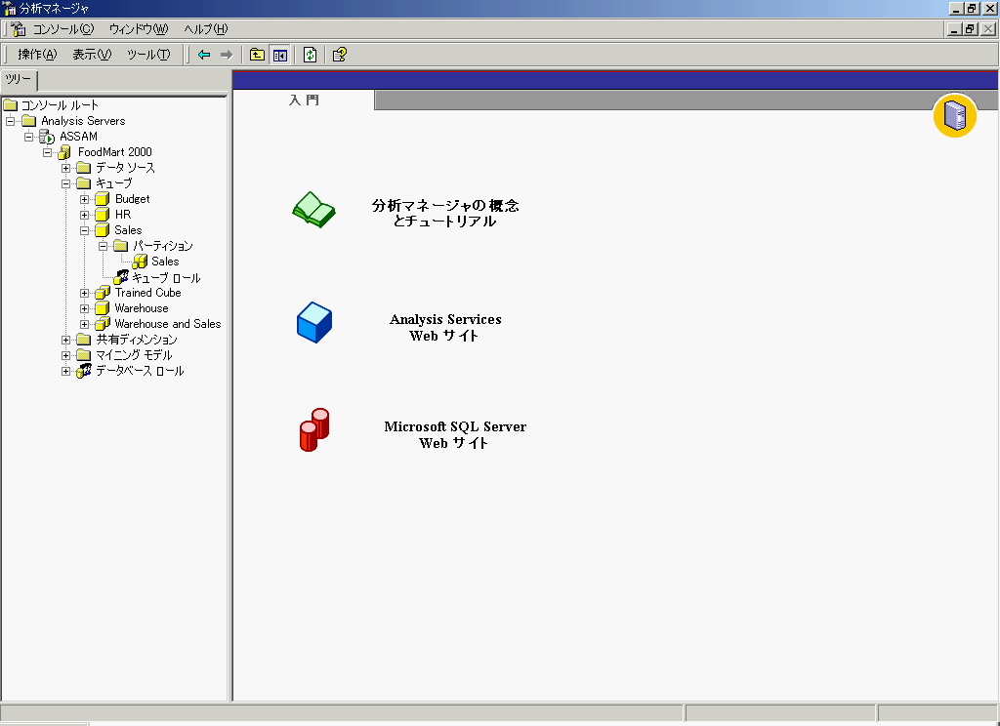 分析マネージャ
コンソール(C) ウィンドウ(W) ヘルプ(H)
操作(A) 表示(V) ツール(T)
ツリー
コンソール ルート
Analysis Servers
ASSAM
FoodMart 2000
データ ソース
キューブ
Budget
HR
Sales
パーティション
Sales
キューブ ロール
Trained Cube
Warehouse
Warehouse and Sales
共有ディメンション
マイニング モデル
データベース ロール
入門
分析マネージャの概念
とチュートリアル
Analysis Services
Web サイト
Microsoft SQL Server
Web サイト